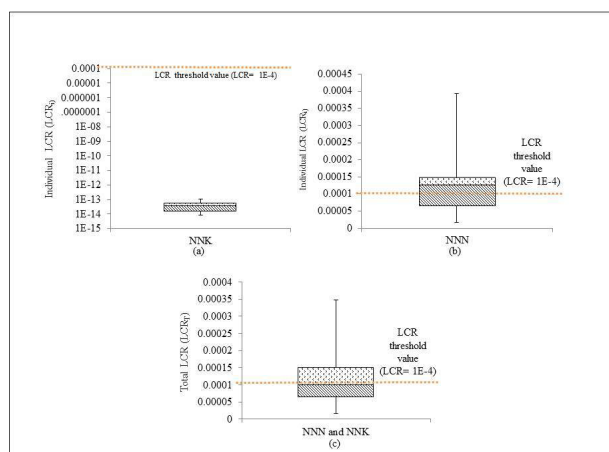 0.0001
0.00001
0.000001
.0000001
1E-08
1E-09
1E-10
1E-11
1E-12
1E-13
1E-14
1E-15
Individual LCR (LCRi)
LCR threshold value (LCR= 1E-4)
NNK
(a)
0.00045
0.0004
0.00035
0.0003
0.00025
0.0002
0.00015
0.0001
0.00005
0
Individual LCR (LCRi)
LCR
threshold
value
(LCR= 1E-4)
NNN
(b)
0.0004
0.00035
0.0003
0.00025
0.0002
0.00015
0.0001
0.00005
0
Total LCR (LCRT)
LCR
threshold
value
(LCR= 1E-4)
NNN and NNK
(c)